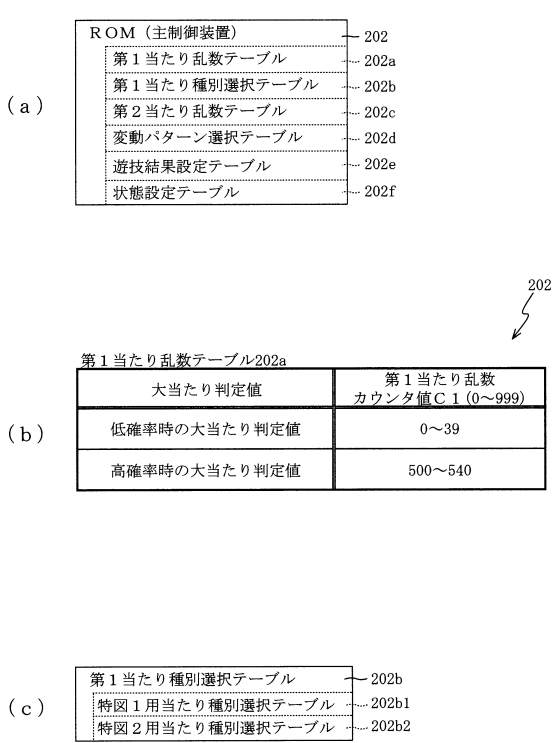 ROM（主制御装置） 202
第１当たり乱数テーブル 202a
第１当たり種別選択テーブル 202b
(a) 第２当たり乱数テーブル 202c
変動パターン選択テーブル 202d
遊技結果設定テーブル 202e
状態設定テーブル 202f
202
第１当たり乱数テーブル202a
大当たり判定値 第１当たり乱数
カウンタ値Ｃ１(0～999)
(b) 低確率時の大当たり判定値 0～39
高確率時の大当たり判定値 500～540
第１当たり種別選択テーブル 202b
(c) 特図１用当たり種別選択テーブル 202b1
特図２用当たり種別選択テーブル 202b2